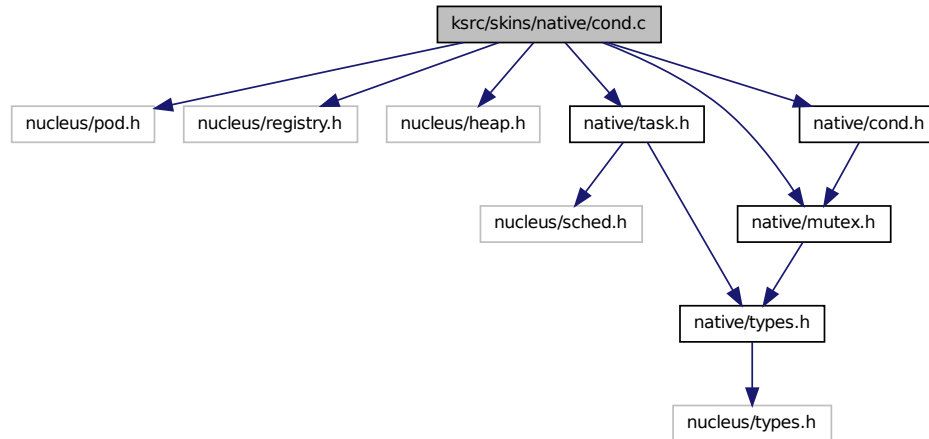 ksrc/skins/native/cond.c
nucleus/pod.h
nucleus/registry.h
nucleus/heap.h
native/task.h
native/cond.h
nucleus/sched.h
native/mutex.h
native/types.h
nucleus/types.h